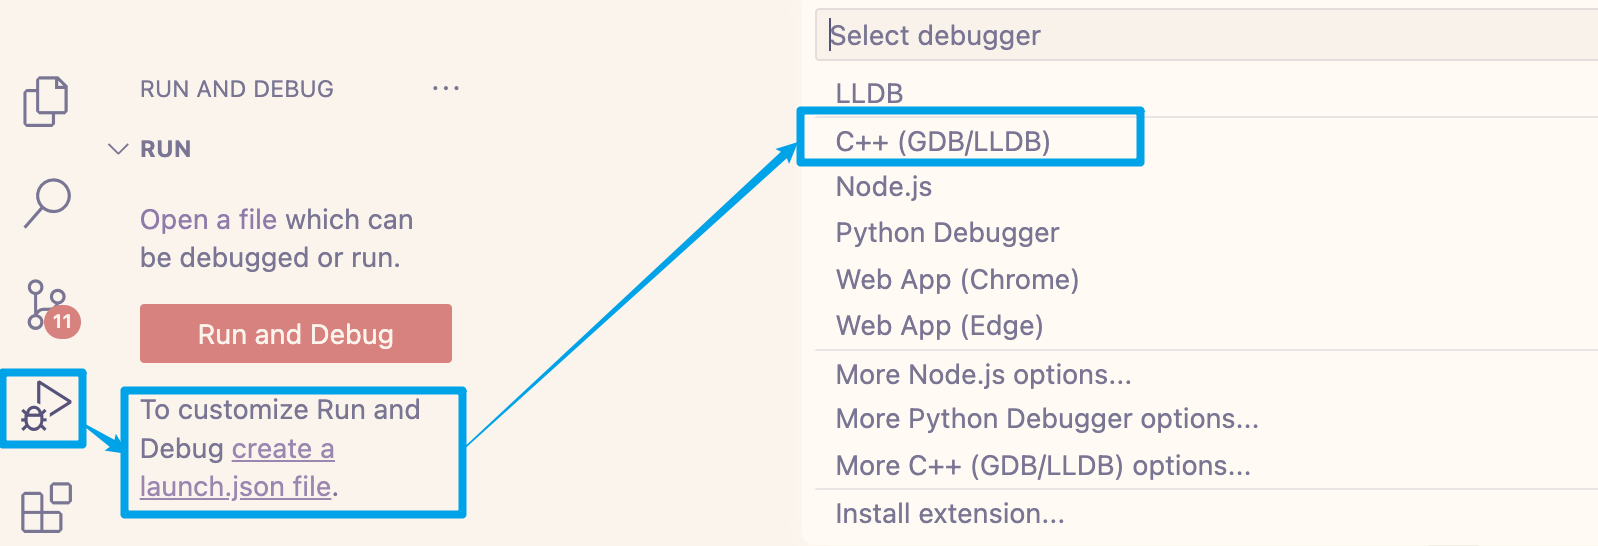 RUN AND DEBUG ...
RUN
Open a file which can
be debugged or run.
11
Run and Debug
To customize Run and
Debug create a
launch.json file.
Select debugger
LLDB
C++ (GDB/LLDB)
Node.js
Python Debugger
Web App (Chrome)
Web App (Edge)
More Node.js options...
More Python Debugger options...
More C++ (GDB/LLDB) options...
Install extension...